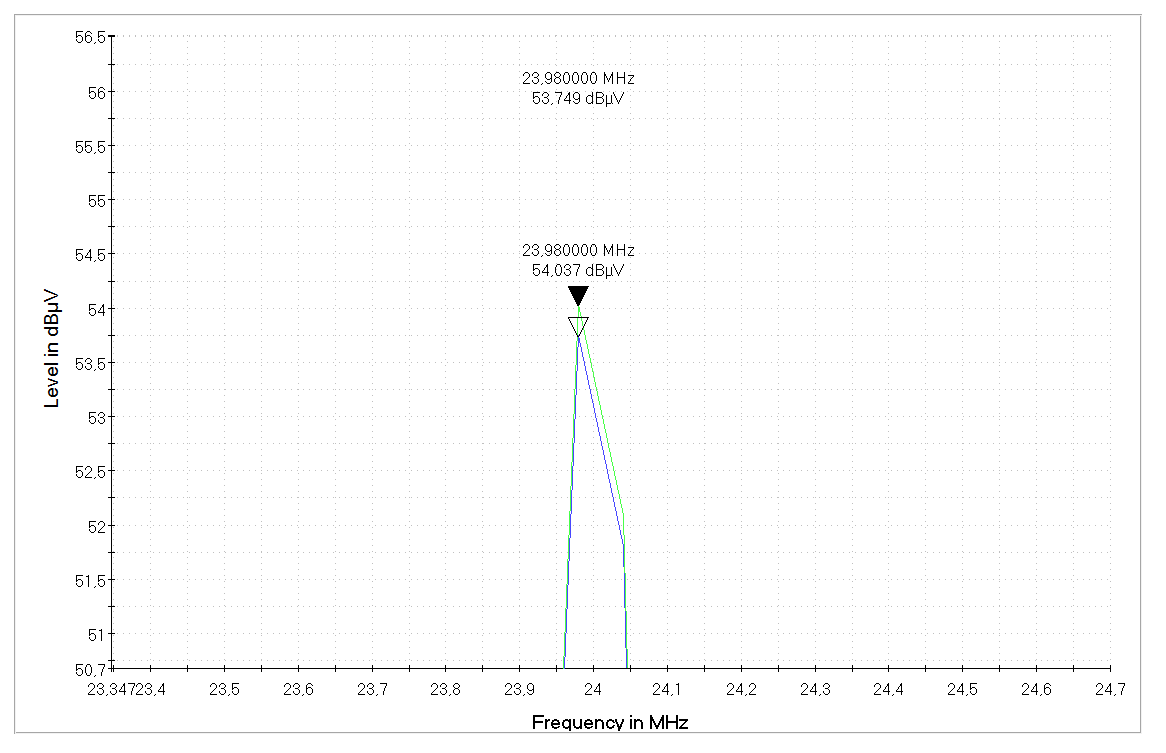 56,5
56
55,5
55
54,5
54
53,5
53
52,5
52
51,5
51
50,7
Level in dBµV
23,980000 MHz
53,749 dBµV
23,980000 MHz
54,037 dBµV
23,347 23,4 23,5 23,6 23,7 23,8 23,9 24 24,1 24,2 24,3 24,4 24,5 24,6 24,7
Frequency in MHz